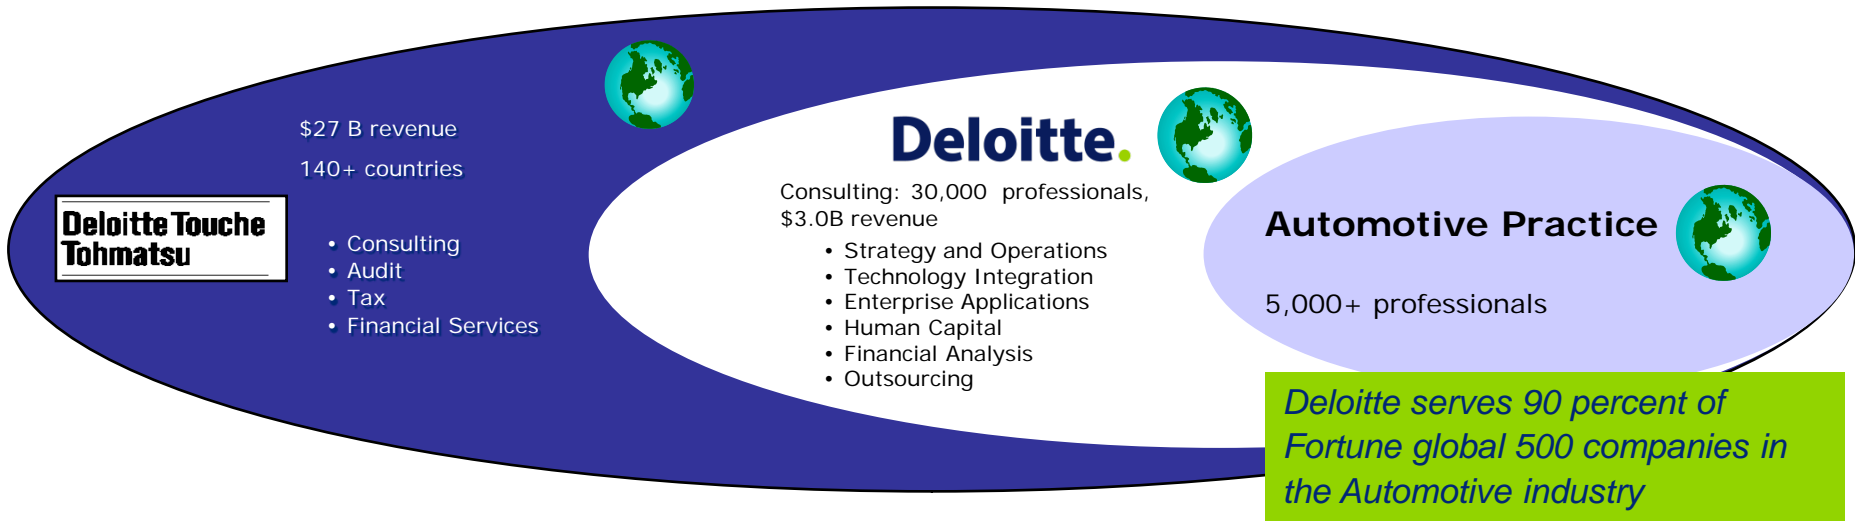 $27 B revenue
140+ countries
Deloitte Touche
Tohmatsu
• Consulting
• Audit
• Tax
• Financial Services
Deloitte.
Consulting: 30,000 professionals,
$3.0B revenue
• Strategy and Operations
• Technology Integration
• Enterprise Applications
• Human Capital
• Financial Analysis
• Outsourcing
Automotive Practice
5,000+ professionals
Deloitte serves 90 percent of
Fortune global 500 companies in
the Automotive industry